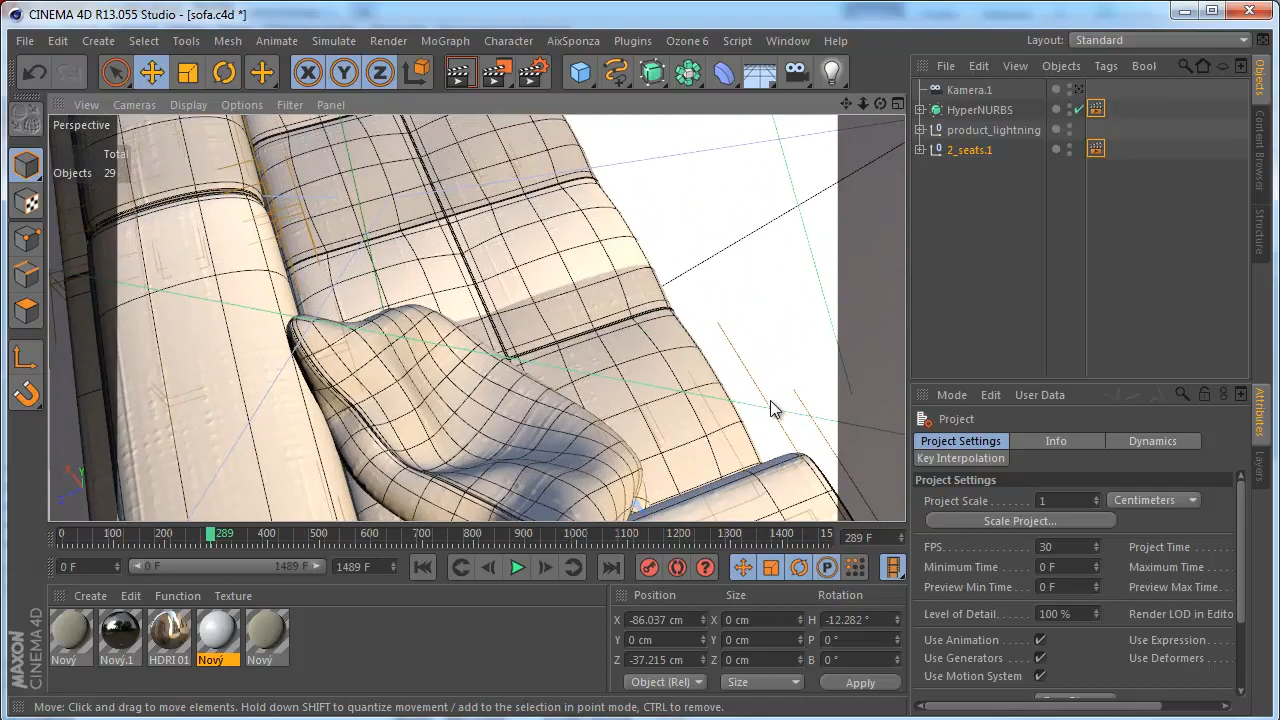 CINEMA 4D R13.055 Studio - [sofa.c4d *]
File Edit Create Select Tools Mesh Animate Simulate Render MoGraph Character AixSponza Plugins Ozone 6 Script Window Help
Layout: Standard
X Y Z
File Edit View Objects Tags Bool
View Cameras Display Options Filter Panel
Perspective
Total
Objects 29
Kamera.1
HyperNURBS
product_lightning
2_seats.1
Objects
Content Browser
Structure
Mode Edit User Data
Project
Project Settings Info Dynamics
Key Interpolation
Project Settings
Project Scale 1 Centimeters
Scale Project...
FPS 30 Project Time
Minimum Time 0 F Maximum Time
Preview Min Time 0 F Preview Max Time
Level of Detail 100 % Render LOD in Edito
Use Animation Use Expression
Use Generators Use Deformers
Use Motion System
Attributes
Layers
X Y Z
0 100 200 289 400 500 600 700 800 900 1000 1100 1200 1300 1400 15 289 F
0 F 0 F 1489 F 1489 F
P
Create Edit Function Texture
Nový Nový.1 HDRI 01 Nový Nový
Position Size Rotation
X -86.037 cm X 0 cm H -12.282 °
Y 0 cm Y 0 cm P 0 °
Z -37.215 cm Z 0 cm B 0 °
Object (Rel) Size Apply
MAXON
CINEMA 4D
Move: Click and drag to move elements. Hold down SHIFT to quantize movement / add to the selection in point mode, CTRL to remove.